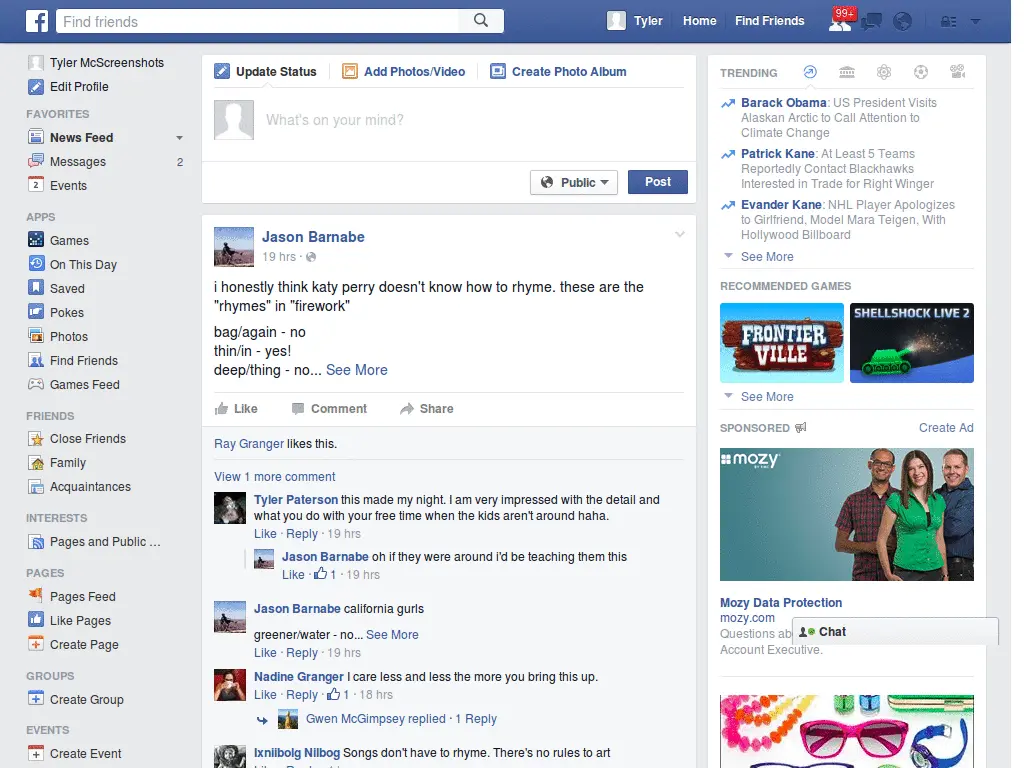 Find friends
Tyler
Home
Find Friends
99+
Tyler McScreenshots
Edit Profile
FAVORITES
News Feed
Messages 2
2 Events
APPS
Games
On This Day
Saved
Pokes
Photos
Find Friends
Games Feed
FRIENDS
Close Friends
Family
Acquaintances
INTERESTS
Pages and Public ...
PAGES
Pages Feed
Like Pages
Create Page
GROUPS
Create Group
EVENTS
Create Event
Update Status
Add Photos/Video
Create Photo Album
What's on your mind?
Public
Post
Jason Barnabe
19 hrs ·
i honestly think katy perry doesn't know how to rhyme. these are the
"rhymes" in "firework"
bag/again - no
thin/in - yes!
deep/thing - no... See More
Like
Comment
Share
Ray Granger likes this.
View 1 more comment
Tyler Paterson this made my night. I am very impressed with the detail and
what you do with your free time when the kids aren't around haha.
Like · Reply · 19 hrs
Jason Barnabe oh if they were around i'd be teaching them this
Like · 1 · 19 hrs
Jason Barnabe california gurls
greener/water - no... See More
Like · Reply · 19 hrs
Nadine Granger I care less and less the more you bring this up.
Like · Reply · 1 · 18 hrs
Gwen McGimpsey replied · 1 Reply
Ixniibolg Nilbog Songs don't have to rhyme. There's no rules to art
TRENDING
Barack Obama: US President Visits
Alaskan Arctic to Call Attention to
Climate Change
Patrick Kane: At Least 5 Teams
Reportedly Contact Blackhawks
Interested in Trade for Right Winger
Evander Kane: NHL Player Apologizes
to Girlfriend, Model Mara Teigen, With
Hollywood Billboard
See More
RECOMMENDED GAMES
FRONTIER
VILLE
SHELLSHOCK LIVE 2
See More
SPONSORED
Create Ad
mozy
Mozy Data Protection
mozy.com
Questions
Account Executive.
Chat